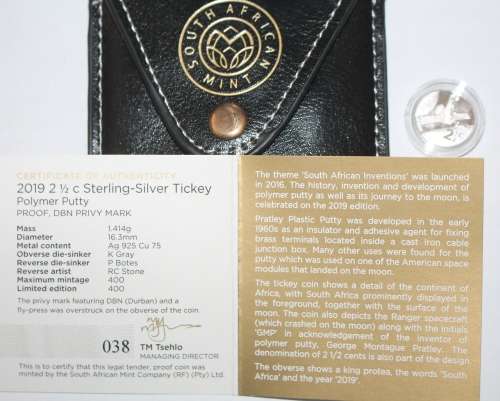 SOUTH AFRICAN
MINT
CERTIFICATE OF AUTHENTICITY
2019 2 ½ c Sterling-Silver Tickey
Polymer Putty
PROOF, DBN PRIVY MARK
Mass 1.414g
Diameter 16.3mm
Metal content Ag 925 Cu 75
Obverse die-sinker K Gray
Reverse die-sinker P Botes
Reverse artist RC Stone
Maximum mintage 400
Limited edition 400
The privy mark featuring DBN (Durban) and a
fly-press was overstruck on the obverse of the coin.
038
TM Tsehlo
MANAGING DIRECTOR
This is to certify that this legal tender, proof coin was
minted by the South African Mint Company (RF) (Pty) Ltd.
The theme 'South African Inventions' was launched
in 2016. The history, invention and development of
polymer putty as well as its journey to the moon, is
celebrated on the 2019 edition.
Pratley Plastic Putty was developed in the early
1960s as an insulator and adhesive agent for fixing
brass terminals located inside a cast iron cable
junction box. Many other uses were found for the
putty which was used on one of the American space
modules that landed on the moon.
The tickey coin shows a detail of the continent of
Africa, with South Africa prominently displayed in
the foreground, together with the surface of the
moon. The coin also depicts the Ranger spacecraft
(which crashed on the moon) along with the initials
'GMP' in acknowledgement of the inventor of
polymer putty, George Montague Pratley. The
denomination of 2 1/2 cents is also part of the design
The obverse shows a king protea, the words 'South
Africa' and the year '2019'.